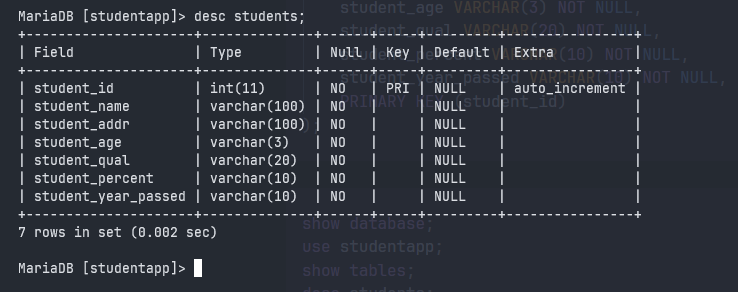 MariaDB [studentapp]> desc students;
+---------------------+--------------+------+-----+---------+----------------+
| Field               | Type         | Null | Key | Default | Extra          |
+---------------------+--------------+------+-----+---------+----------------+
| student_id          | int(11)      | NO   | PRI | NULL    | auto_increment |
| student_name        | varchar(100) | NO   |     | NULL    |                |
| student_addr        | varchar(100) | NO   |     | NULL    |                |
| student_age         | varchar(3)   | NO   |     | NULL    |                |
| student_qual        | varchar(20)  | NO   |     | NULL    |                |
| student_percent     | varchar(10)  | NO   |     | NULL    |                |
| student_year_passed | varchar(10)  | NO   |     | NULL    |                |
+---------------------+--------------+------+-----+---------+----------------+
7 rows in set (0.002 sec)
MariaDB [studentapp]>
student_age VARCHAR(3) NOT NULL,
student_qual VARCHAR(20) NOT NULL,
student_percent VARCHAR(10) NOT NULL,
student_year_passed VARCHAR(10) NOT NULL,
PRIMARY KEY (student_id)
show database;
use studentapp;
show tables;
desc students;